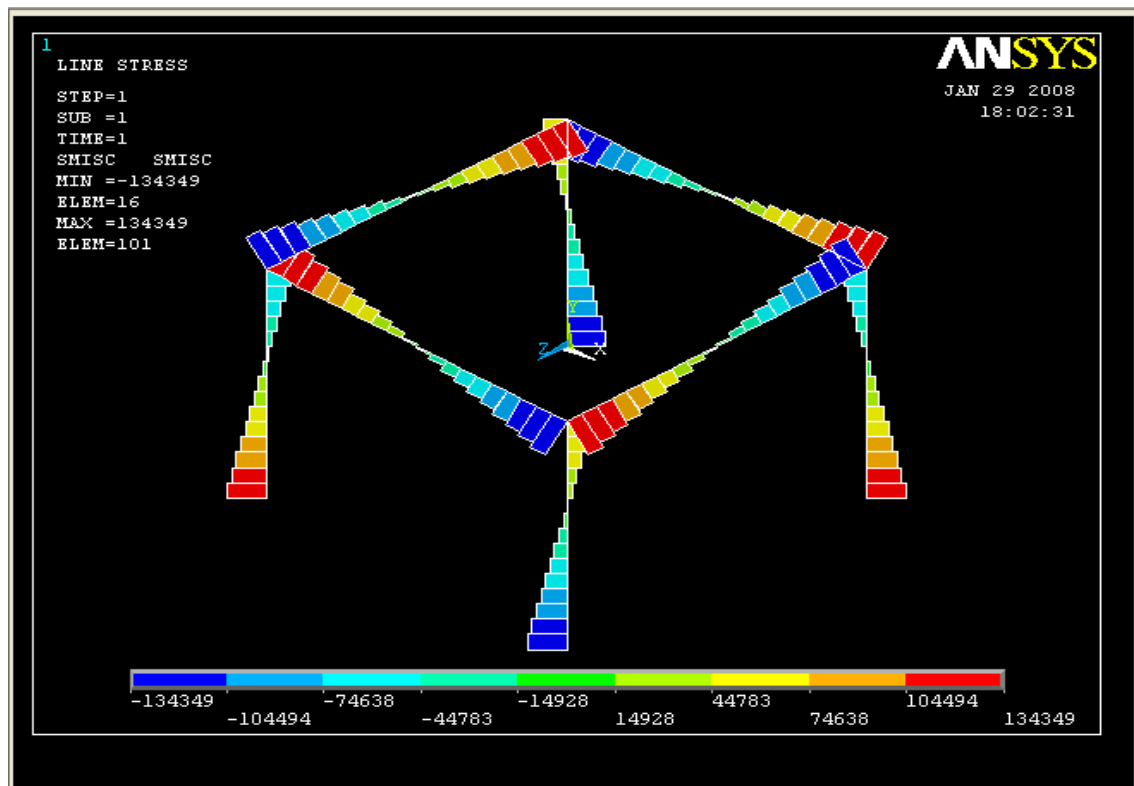 1
LINE STRESS
STEP=1
SUB =1
TIME=1
SMISC SMISC
MIN =-134349
ELEM=16
MAX =134349
ELEM=101
ANSYS
JAN 29 2008
18:02:31
Y
Z X
-134349 -74638 -14928 44783 104494
-104494 -44783 14928 74638 134349